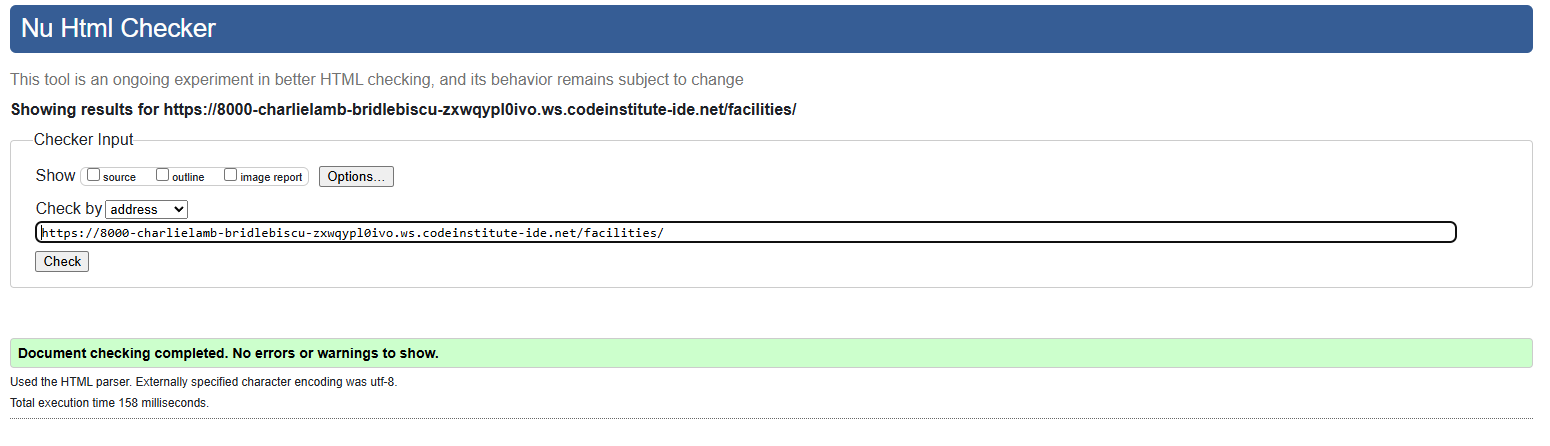 Nu Html Checker
This tool is an ongoing experiment in better HTML checking, and its behavior remains subject to change
Showing results for https://8000-charlielamb-bridlebiscu-zxwqypl0ivo.ws.codeinstitute-ide.net/facilities/
Checker Input
Show source outline image report Options...
Check by address
https://8000-charlielamb-bridlebiscu-zxwqypl0ivo.ws.codeinstitute-ide.net/facilities/
Check
Document checking completed. No errors or warnings to show.
Used the HTML parser. Externally specified character encoding was utf-8.
Total execution time 158 milliseconds.